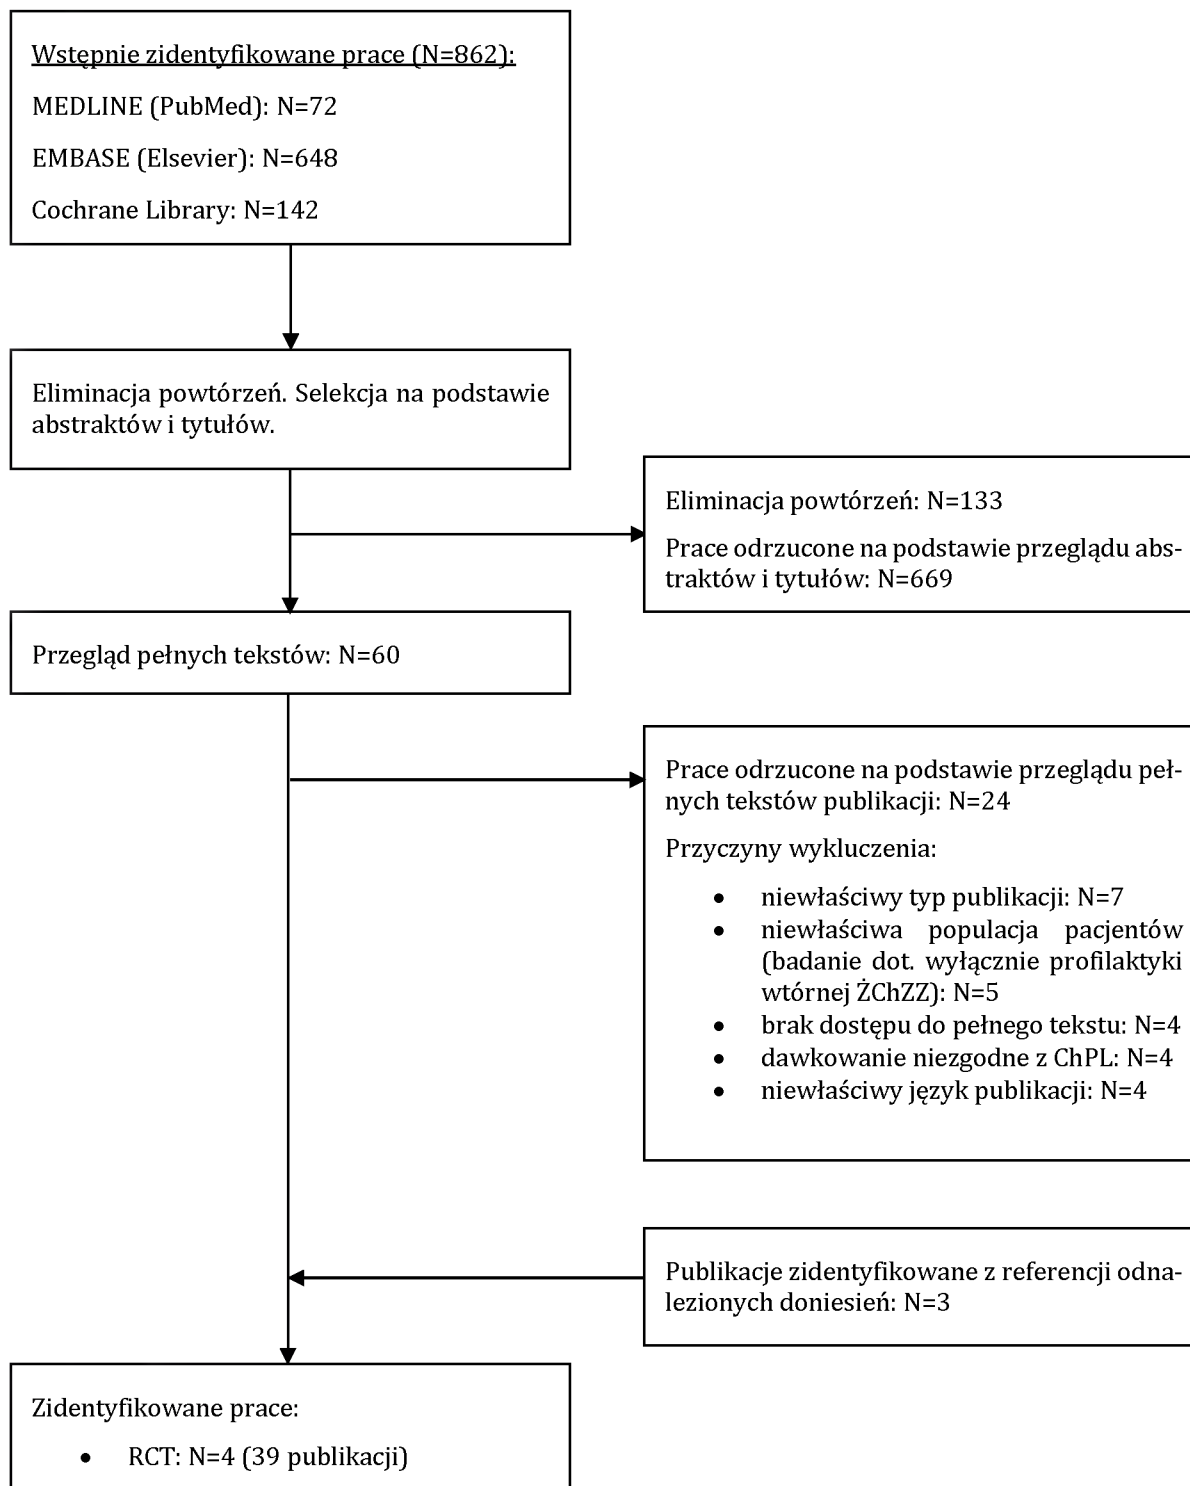 Wstępnie zidentyfikowane prace (N=862):
MEDLINE (PubMed): N=72
EMBASE (Elsevier): N=648
Cochrane Library: N=142
Eliminacja powtórzeń. Selekcja na podstawie
abstraktów i tytułów.
Eliminacja powtórzeń: N=133
Prace odrzucone na podstawie przeglądu abs-
traktów i tytułów: N=669
Przegląd pełnych tekstów: N=60
Prace odrzucone na podstawie przeglądu peł-
nych tekstów publikacji: N=24
Przyczyny wykluczenia:
• niewłaściwy typ publikacji: N=7
• niewłaściwa populacja pacjentów
(badanie dot. wyłącznie profilaktyki
wtórnej ŻChZZ): N=5
• brak dostępu do pełnego tekstu: N=4
• dawkowanie niezgodne z ChPL: N=4
• niewłaściwy język publikacji: N=4
Publikacje zidentyfikowane z referencji odna-
lezionych doniesień: N=3
Zidentyfikowane prace:
• RCT: N=4 (39 publikacji)